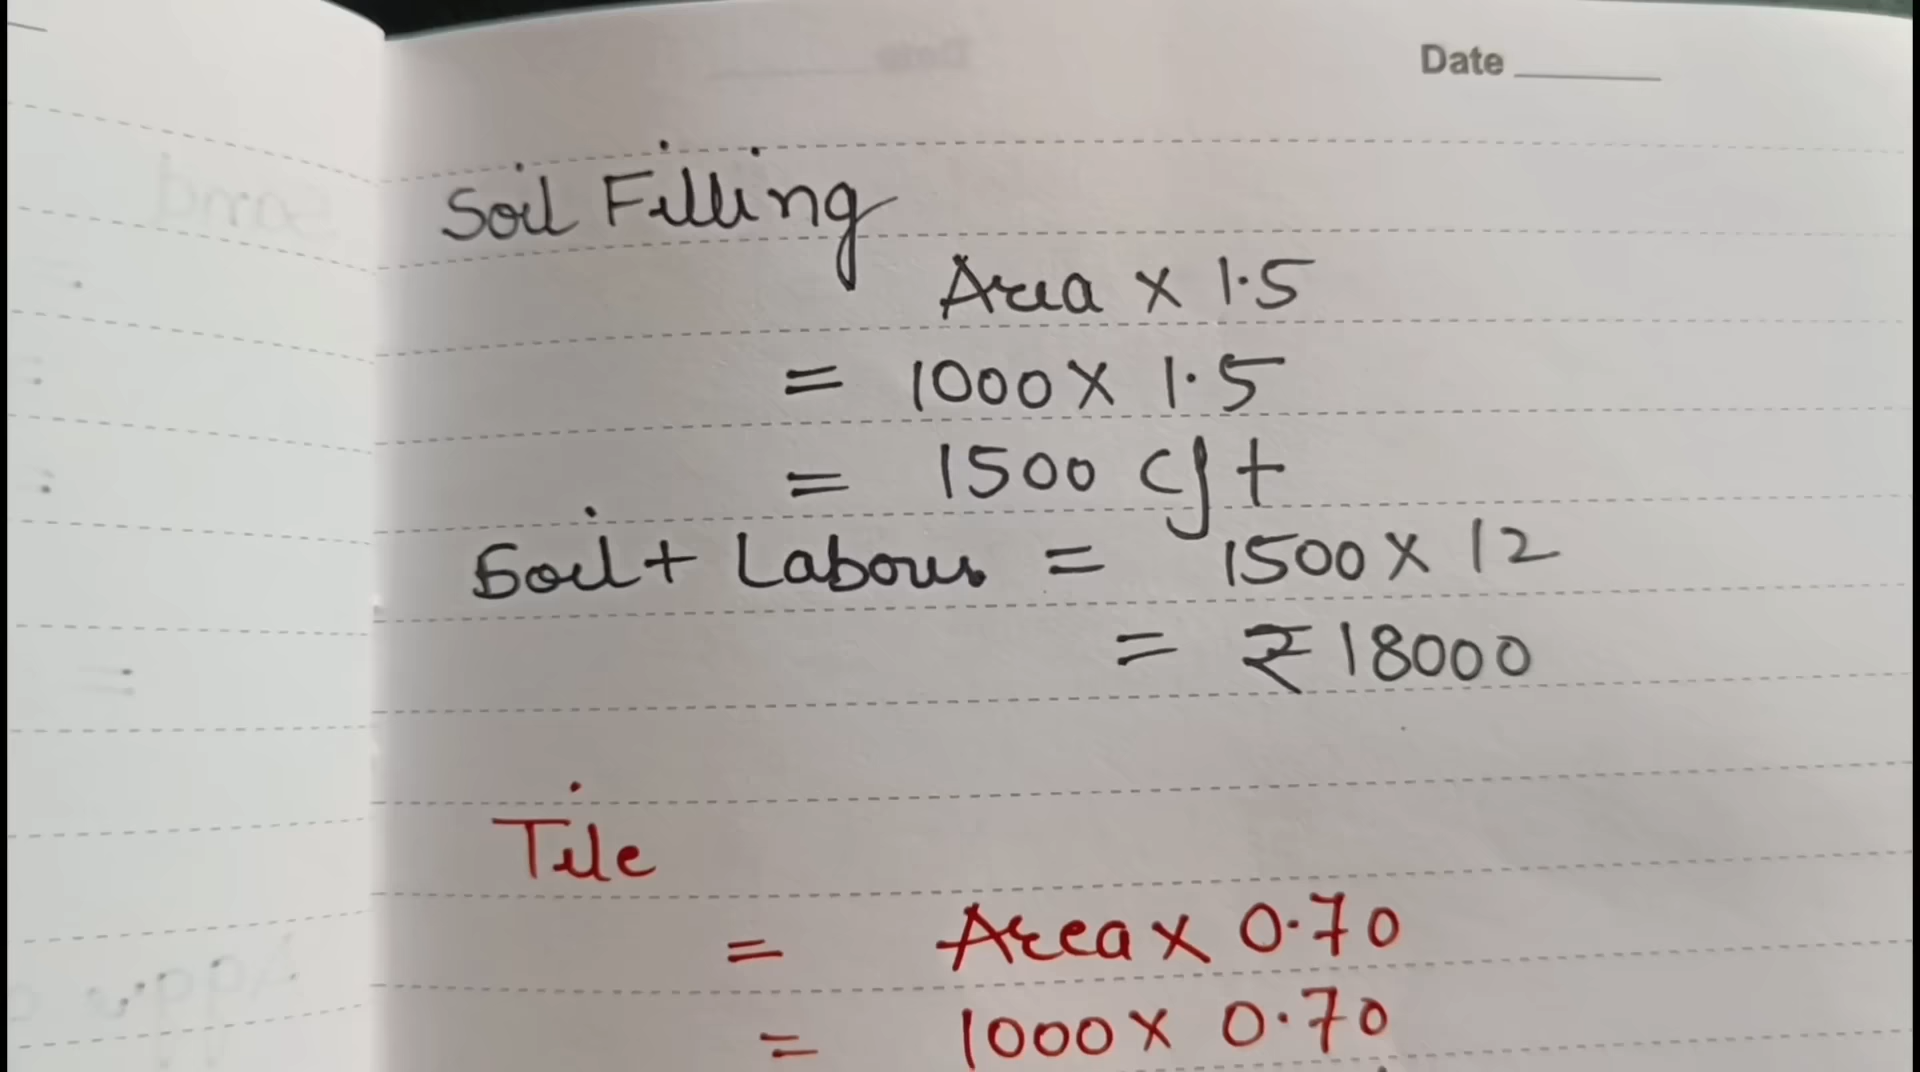 Date
Soil Filling
Area x 1.5
= 1000 x 1.5
= 1500 cft
Soil + Labour = 1500 x 12
= ₹ 18000
Tile
= Area x 0.70
= 1000 x 0.70